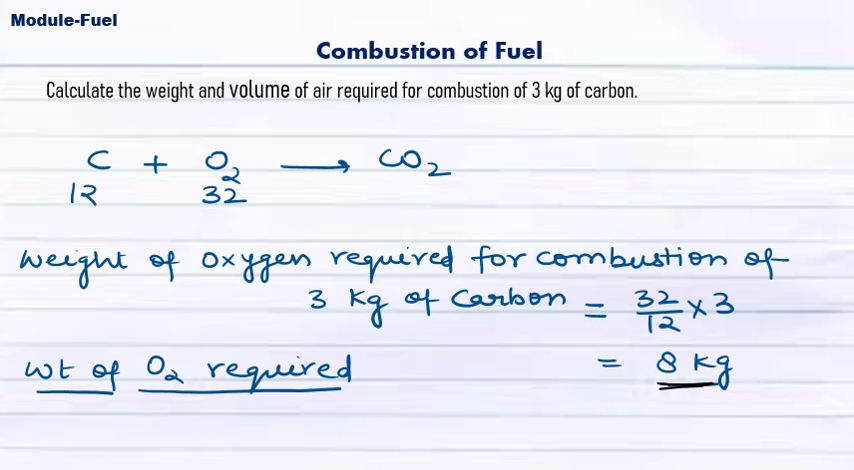 Module-Fuel
Combustion of Fuel
Calculate the weight and volume of air required for combustion of 3 kg of carbon.
C + O₂ ⟶ CO₂
12 32
Weight of oxygen required for combustion of
3 kg of Carbon = 32/12 × 3
wt of O₂ required = 8 kg